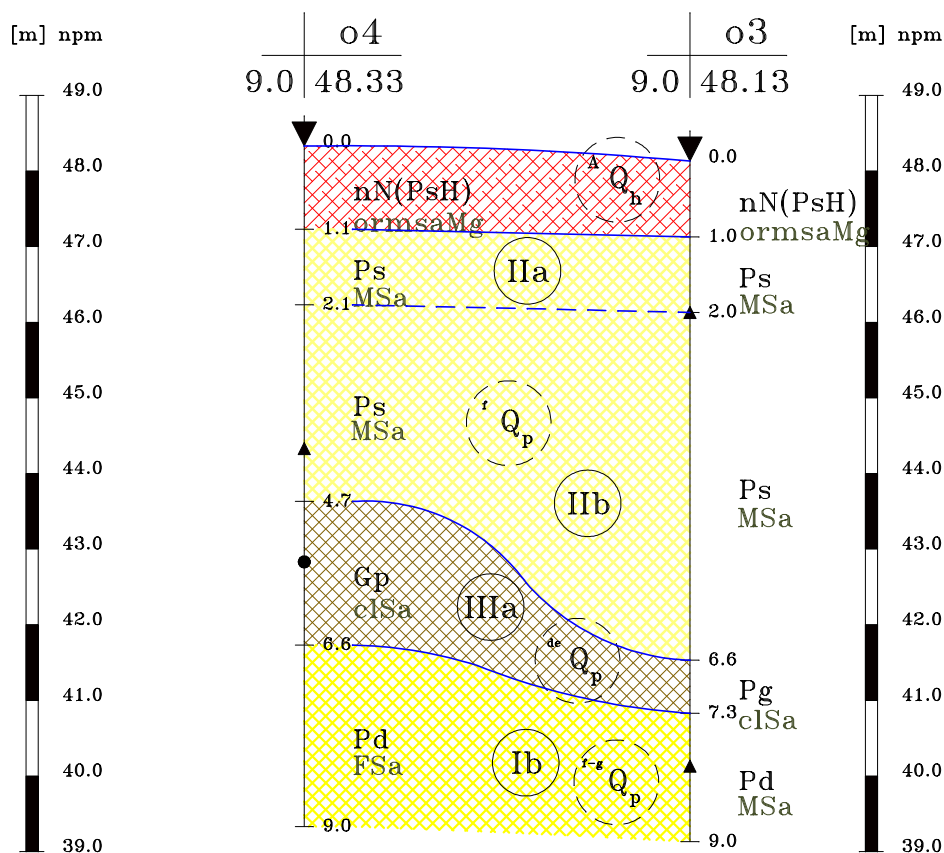 [m] npm
o4
o3
[m] npm
9.0 48.33
9.0 48.13
49.0
49.0
0.0
A Qh
0.0
48.0
48.0
nN(PsH)
nN(PsH)
ormsaMg
1.1
1.0 ormsaMg
47.0
47.0
IIa
Ps
Ps
MSa
MSa
2.1
2.0
46.0
46.0
45.0
45.0
Ps
MSa
f Qp
44.0
44.0
4.7
IIb
Ps
MSa
43.0
43.0
Gp
clSa
IIIa
42.0
42.0
6.6
de Qp
6.6
Pg
clSa
41.0
41.0
7.3
Pd
FSa
Ib
f-g Qp
40.0
40.0
Pd
MSa
9.0
9.0
39.0
39.0